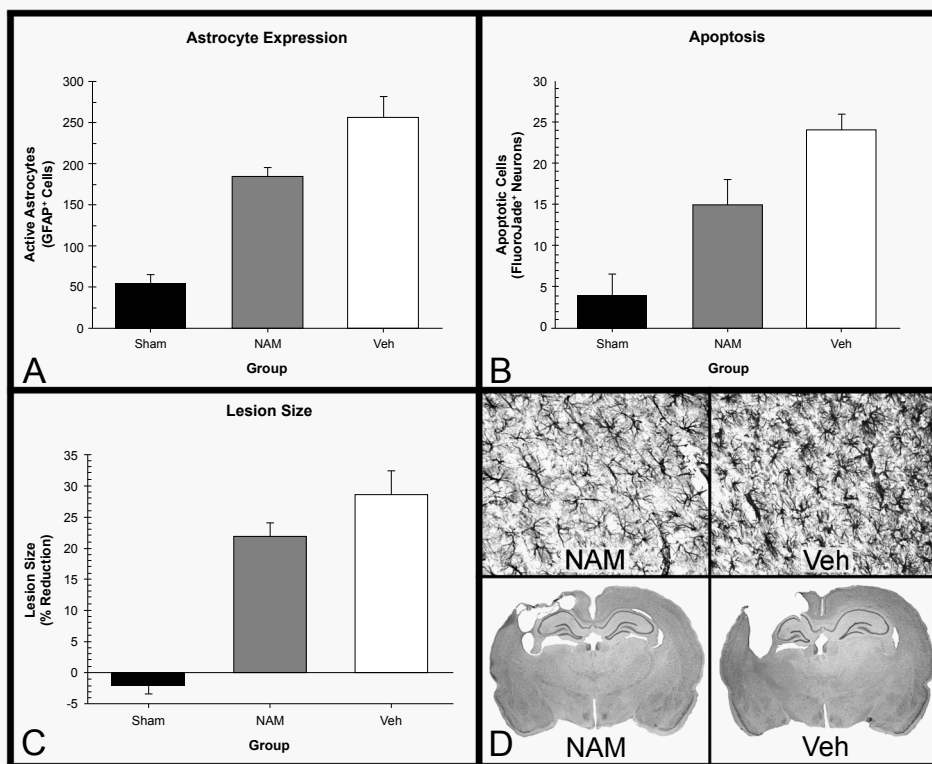 Astrocyte Expression
Active Astrocytes
(GFAP⁺ Cells)
300
250
200
150
100
50
0
Sham
NAM
Veh
Group
A
Apoptosis
Apoptotic Cells
(FluoroJade⁺ Neurons)
30
25
20
15
10
5
0
Sham
NAM
Veh
Group
B
Lesion Size
Lesion Size
(% Reduction)
35
30
25
20
15
10
5
0
-5
Sham
NAM
Veh
Group
C
NAM
Veh
D
NAM
Veh